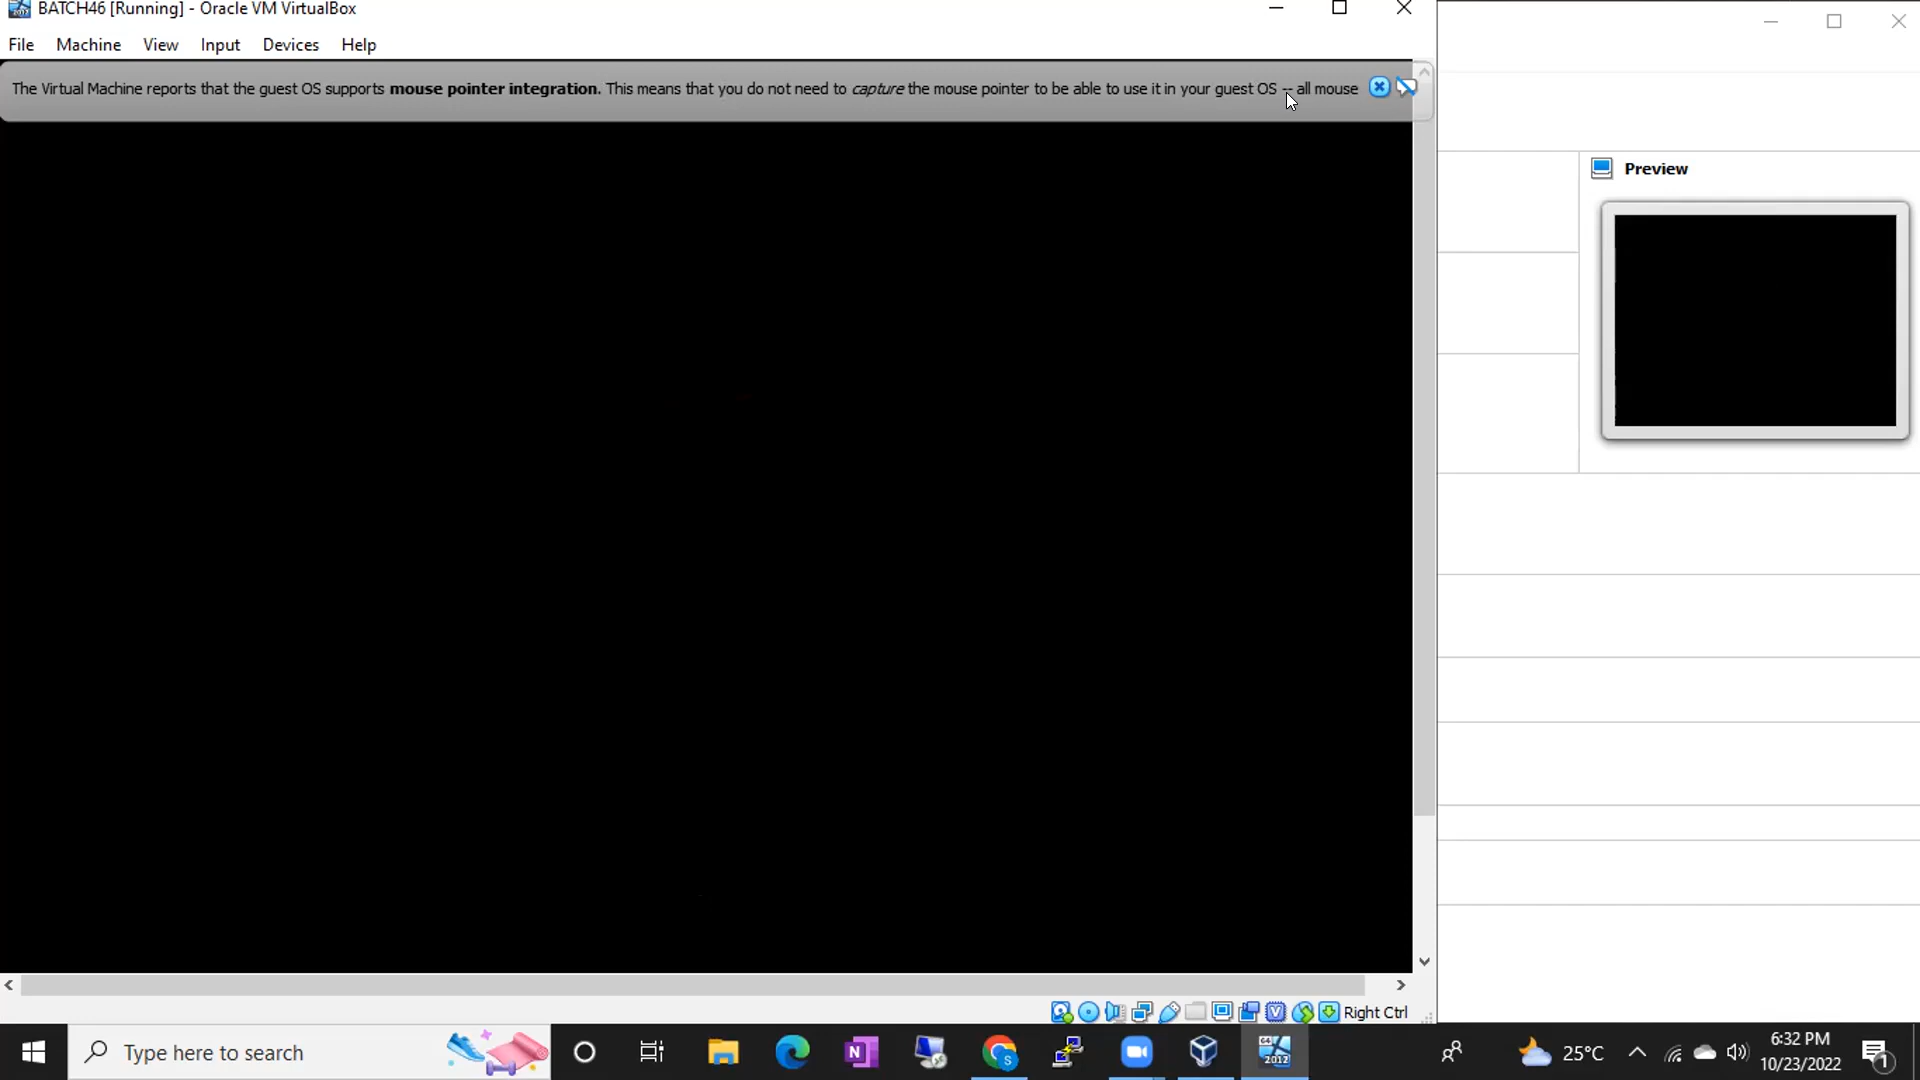 BATCH46 [Running] - Oracle VM VirtualBox
File Machine View Input Devices Help
The Virtual Machine reports that the guest OS supports mouse pointer integration. This means that you do not need to capture the mouse pointer to be able to use it in your guest OS -- all mouse
Preview
Right Ctrl
Type here to search
N
S
64
2012
25°C
6:32 PM
10/23/2022
1